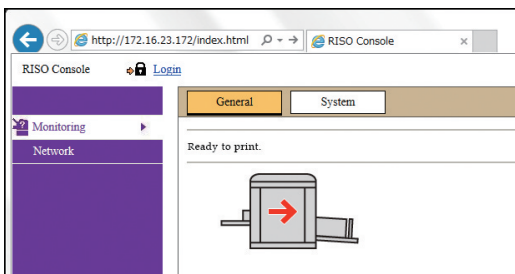 http://172.16.23.172/index.html RISO Console
RISO Console Login
General System
Monitoring
Network
Ready to print.